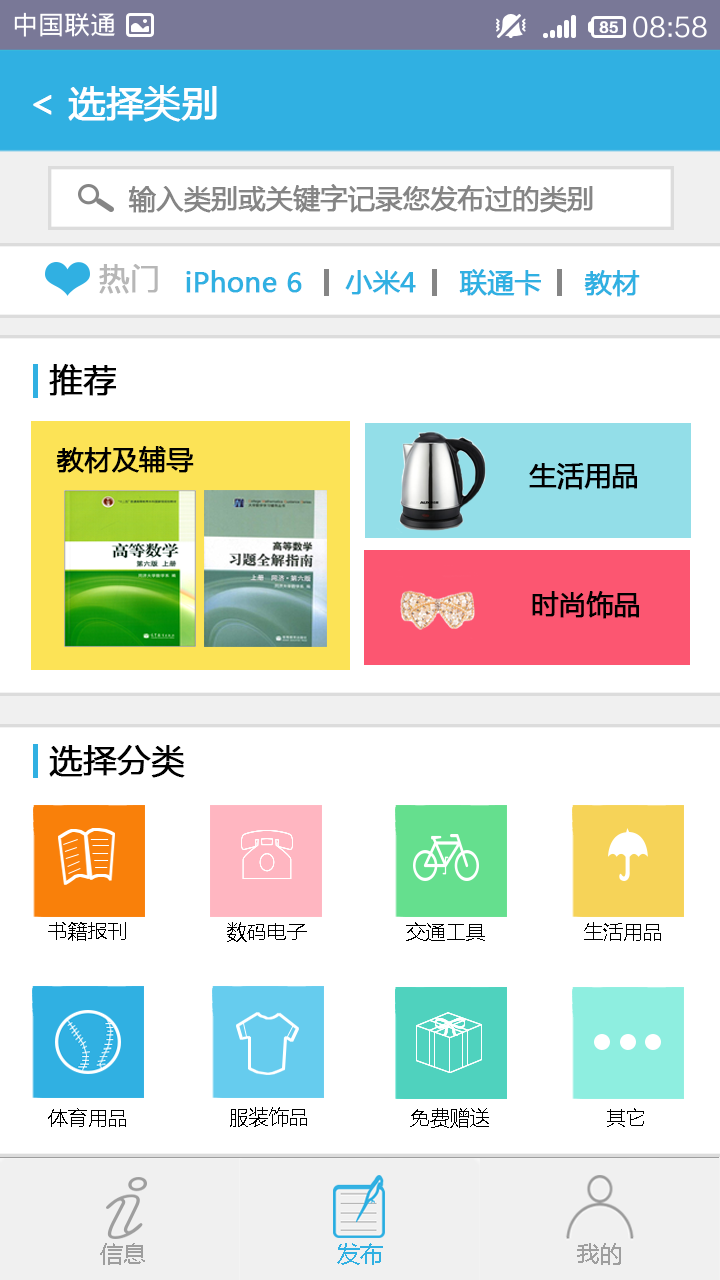 中国联通 85 08:58
< 选择类别
输入类别或关键字记录您发布过的类别
热门 iPhone 6 | 小米4 | 联通卡 | 教材
推荐
教材及辅导
高等数学
第六版 上册
高等数学
习题全解指南
上册 同济·第六版
生活用品
时尚饰品
选择分类
书籍报刊 数码电子 交通工具 生活用品
体育用品 服装饰品 免费赠送 其它
信息 发布 我的